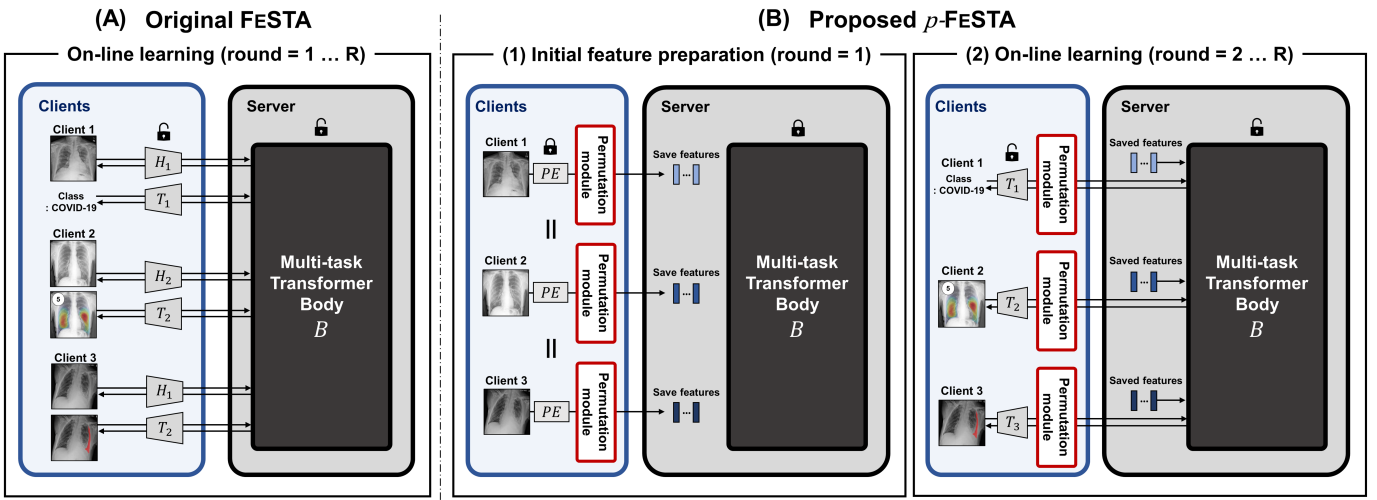 (A) Original FESTA
(B) Proposed p-FESTA
On-line learning (round = 1 … R)
Clients
Server
Client 1
H₁
Class
: COVID-19
T₁
Client 2
H₂
5
T₂
Client 3
H₁
T₂
Multi-task
Transformer
Body
B
(1) Initial feature preparation (round = 1)
Clients
Server
Client 1
PE
Permutation
module
Save features
...
=
Client 2
PE
Permutation
module
Save features
...
=
Client 3
PE
Permutation
module
Save features
...
Multi-task
Transformer
Body
B
(2) On-line learning (round = 2 … R)
Clients
Server
Client 1
Class
: COVID-19
T₁
Permutation
module
Saved features
...
Client 2
5
T₂
Permutation
module
Saved features
...
Client 3
T₃
Permutation
module
Saved features
...
Multi-task
Transformer
Body
B